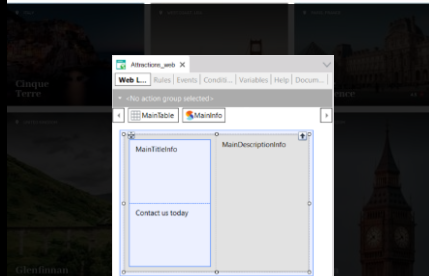 Attractions_web
Web L... Rules Events Conditi... Variables Help Docum...
<No action group selected>
MainTable MainInfo
MainTitleInfo
MainDescriptionInfo
Contact us today
Cinque
Terre
Glenfinnan